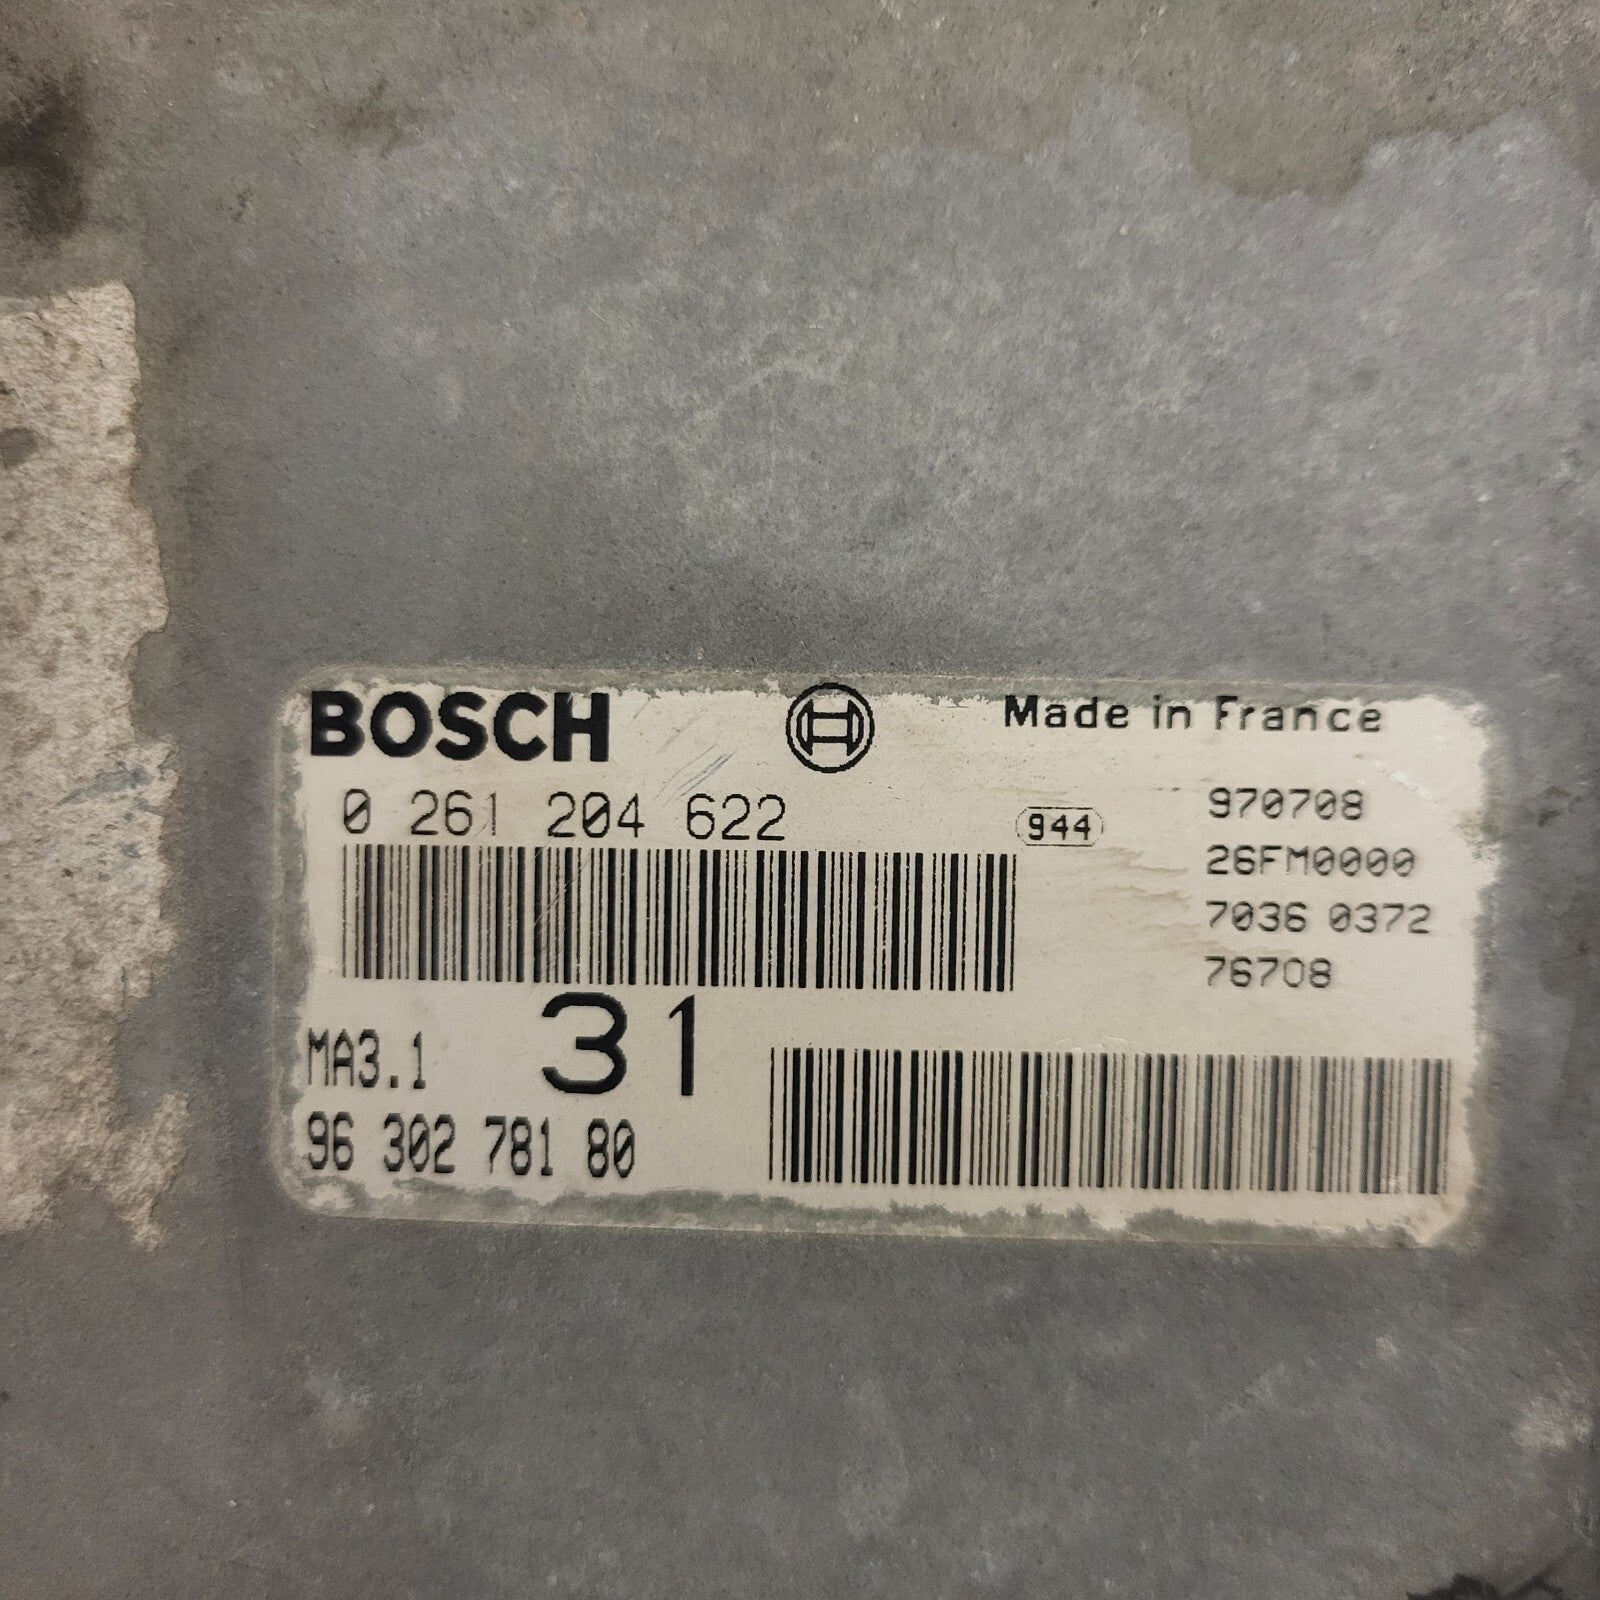 BOSCH
Made in France
0 261 204 622
944
970708
26FM0000
7036 0372
76708
MA3.1
31
96 302 781 80